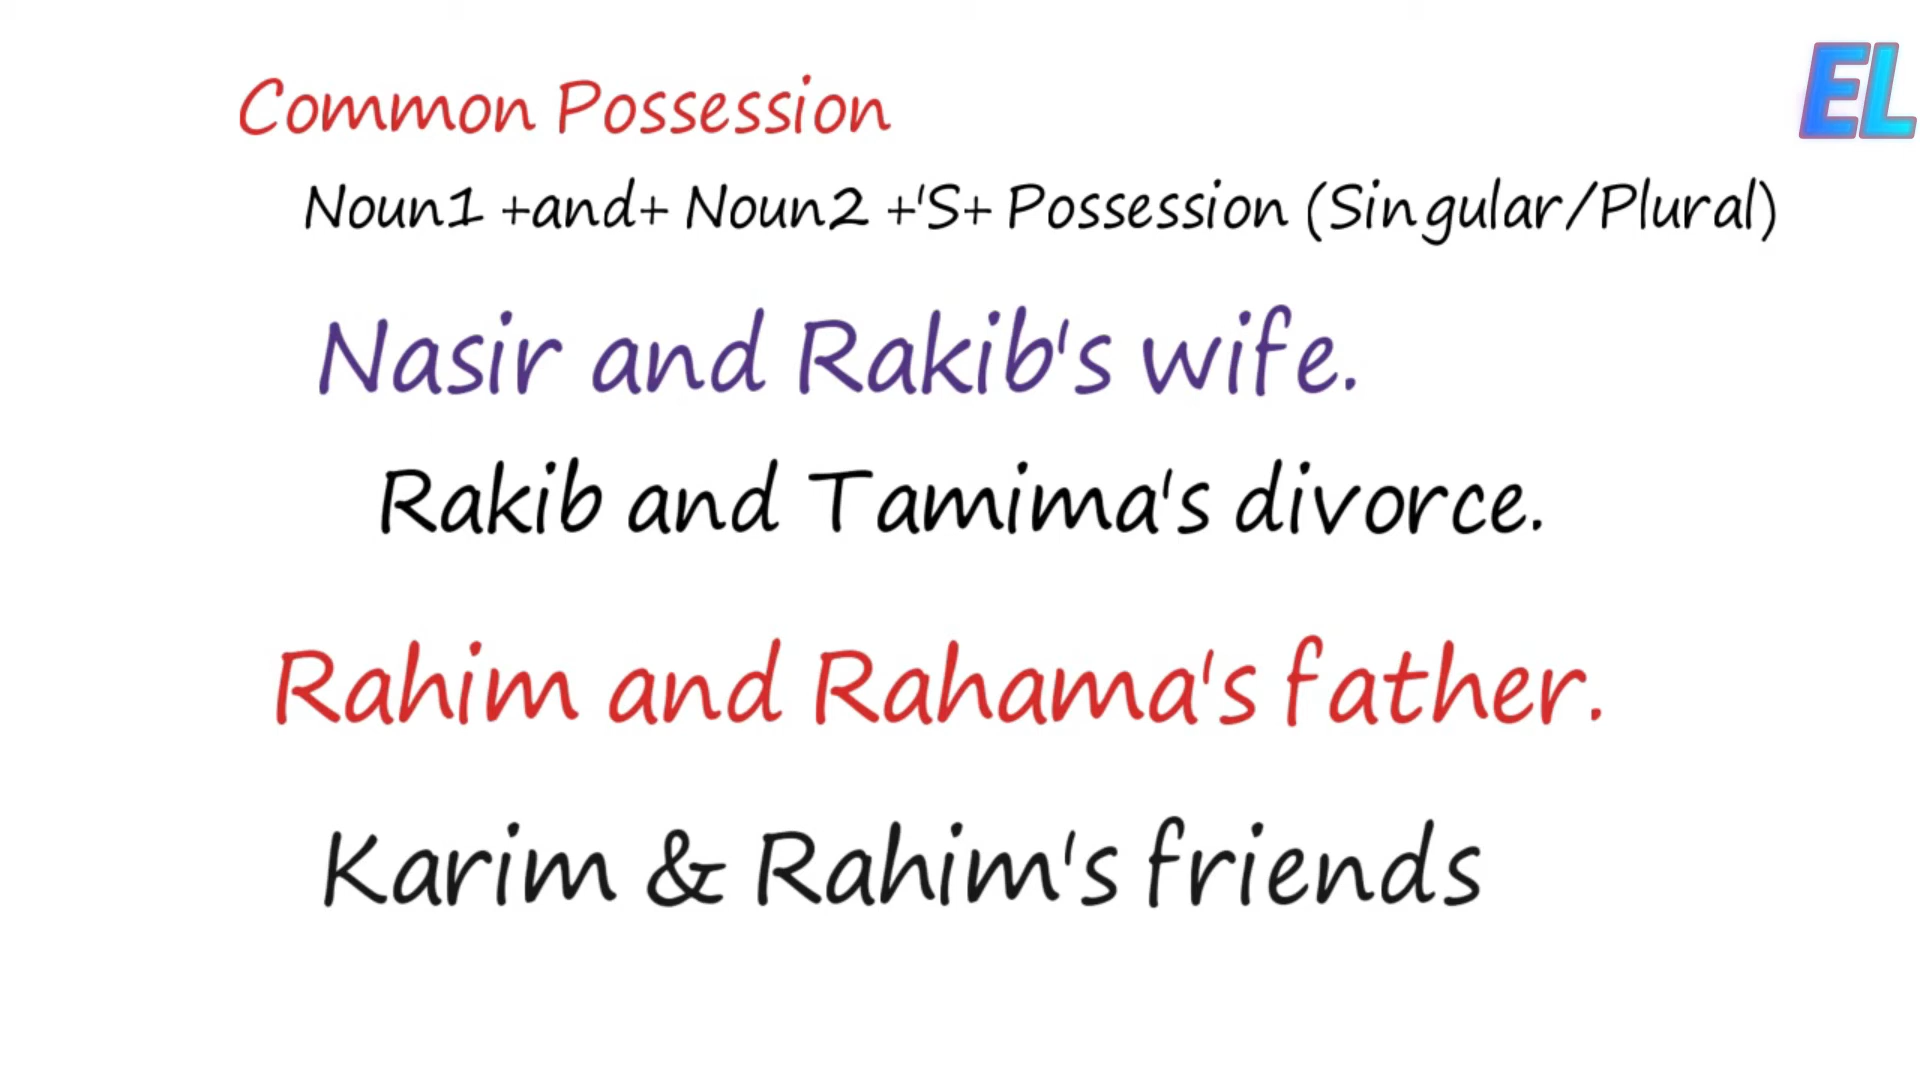 Common Possession
EL
Noun1 +and+ Noun2 +'S+ Possession (Singular/Plural)
Nasir and Rakib's wife.
Rakib and Tamima's divorce.
Rahim and Rahama's father.
Karim & Rahim's friends